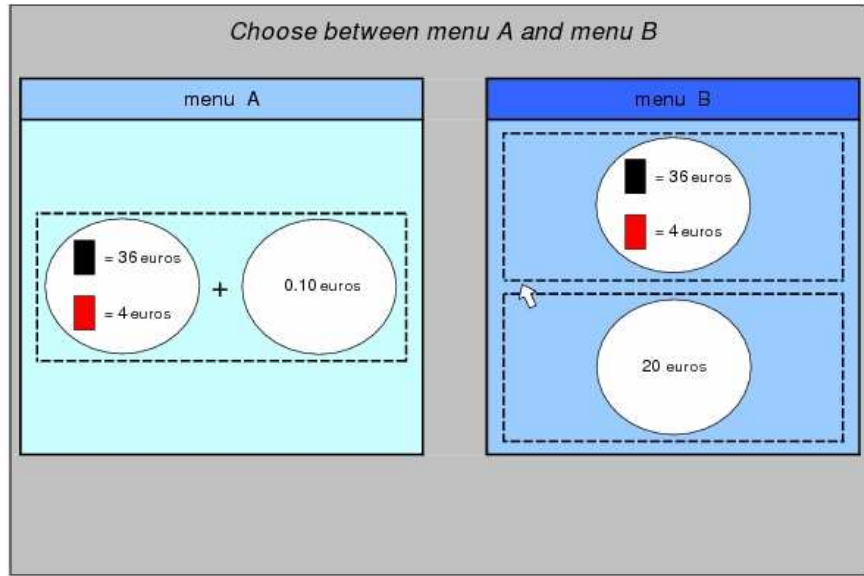 Choose between menu A and menu B
menu A
= 36 euros
= 4 euros
+
0.10 euros
menu B
= 36 euros
= 4 euros
20 euros